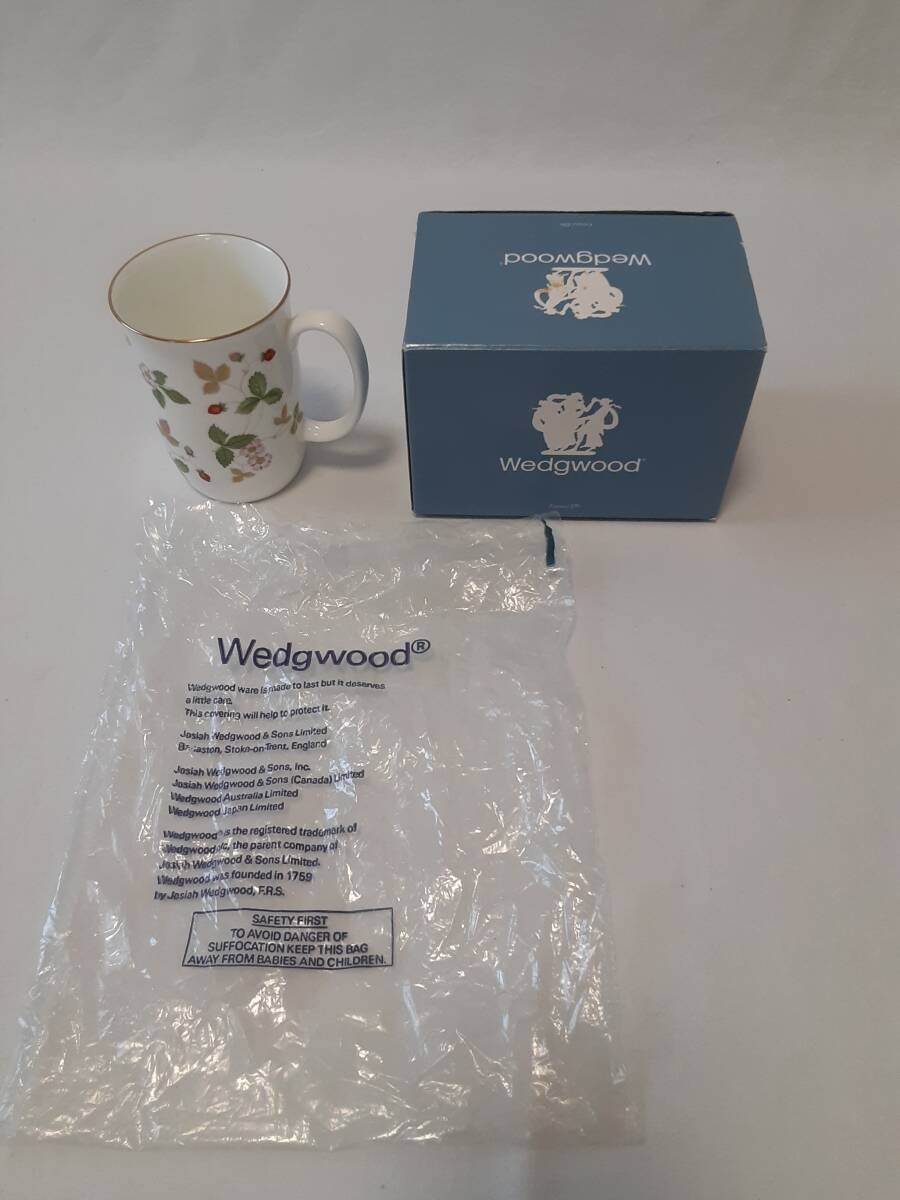 Wedgwood
Wedgwood
Wedgwood®
Wedgwood ware is made to last but it deserves
a little care.
This covering will help to protect it.
Josiah Wedgwood & Sons Limited
Stoke-on-Trent, England
Josiah Wedgwood & Sons, Inc.
Josiah Wedgwood & Sons (Canada) Limited
Wedgwood Australia Limited
Wedgwood Japan Limited
Wedgwood® is the registered trademark of
Wedgwood plc, the parent company of
Josiah Wedgwood & Sons Limited.
Wedgwood was founded in 1759
by Josiah Wedgwood, F.R.S.
SAFETY FIRST
TO AVOID DANGER OF
SUFFOCATION KEEP THIS BAG
AWAY FROM BABIES AND CHILDREN.